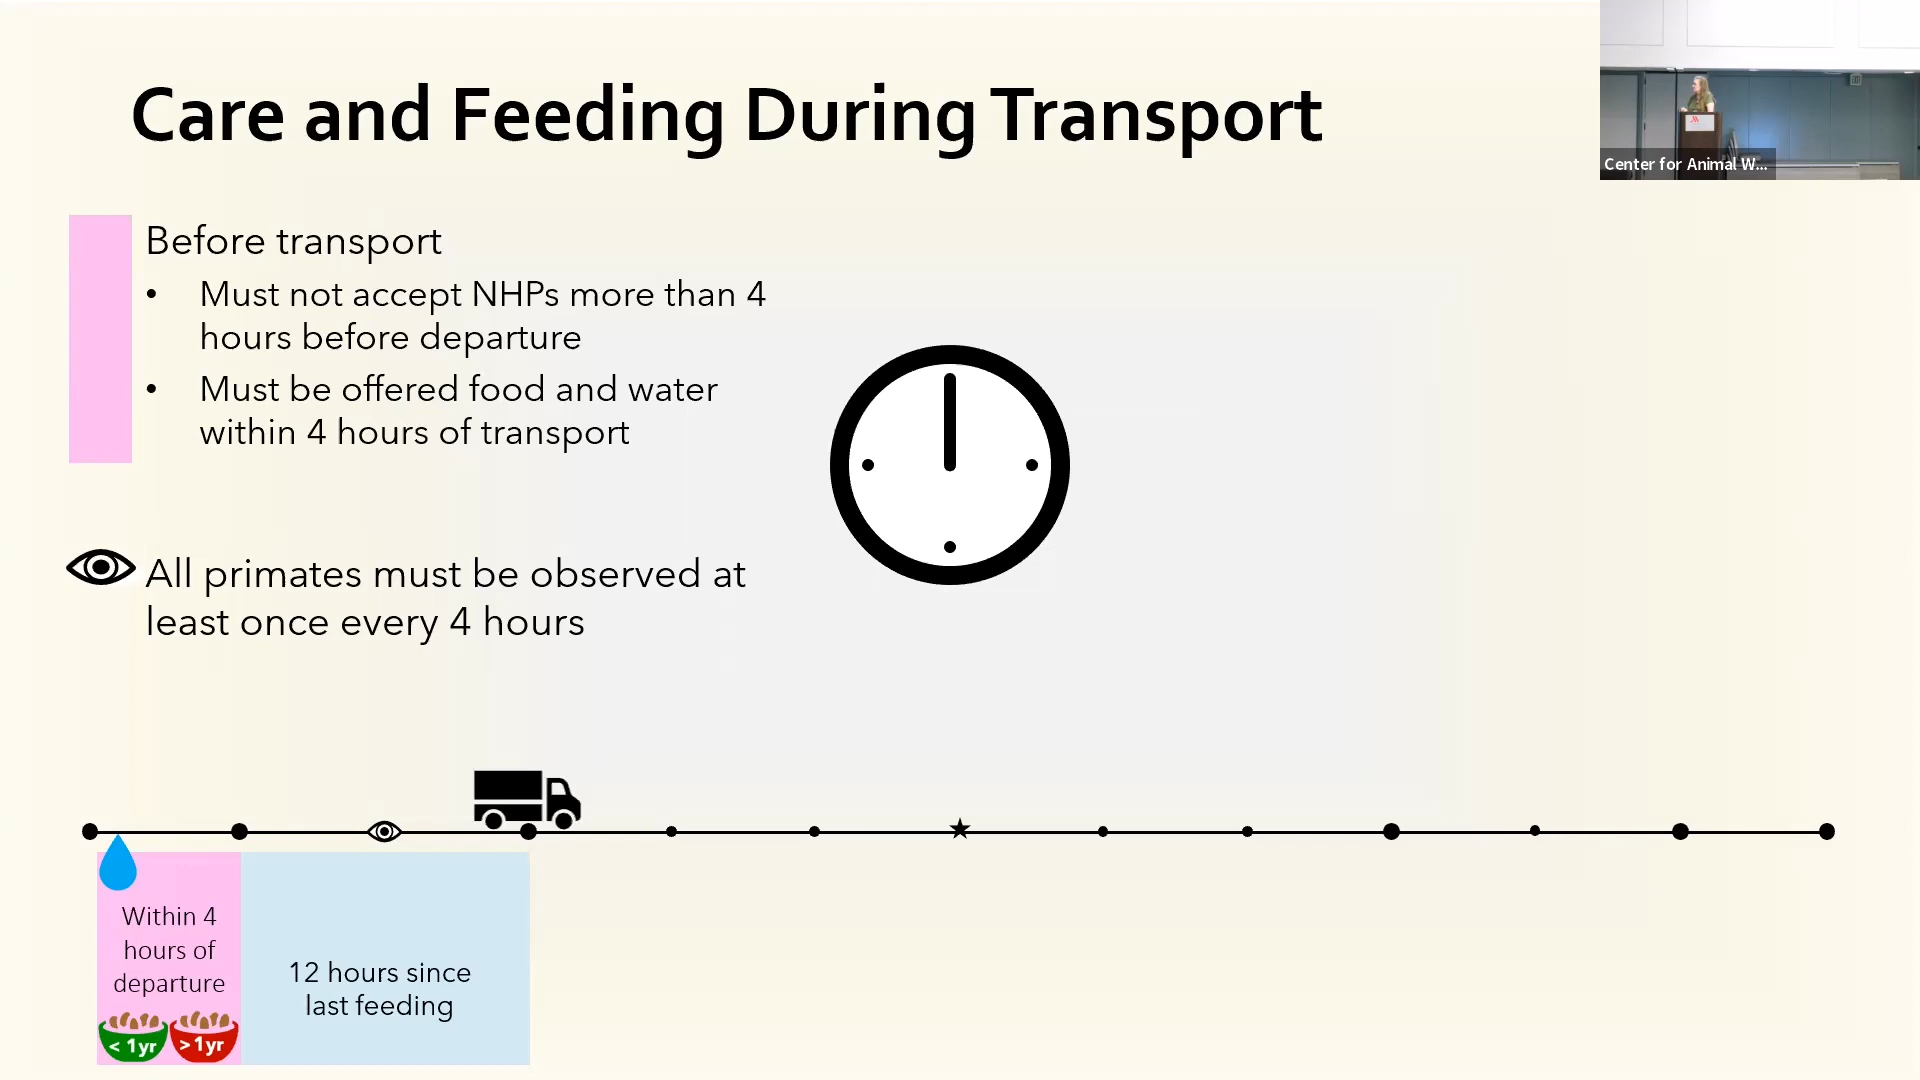 Care and Feeding During Transport
Center for Animal W...
Before transport
• Must not accept NHPs more than 4
hours before departure
• Must be offered food and water
within 4 hours of transport
All primates must be observed at
least once every 4 hours
Within 4
hours of
departure
< 1yr
>1yr
12 hours since
last feeding